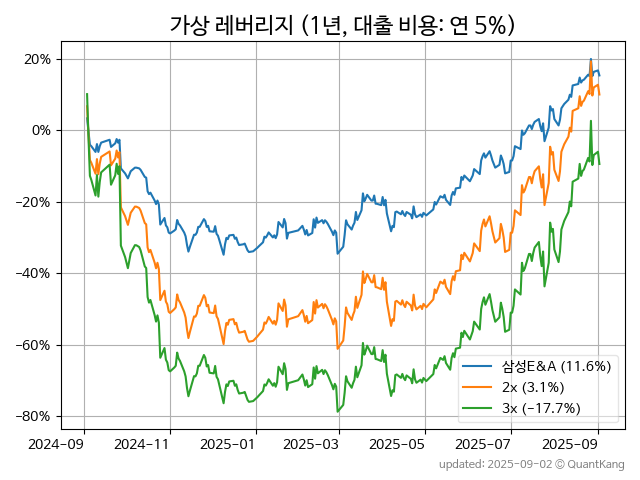 가상 레버리지 (1년, 대출 비용: 연 5%)
20%
0%
−20%
−40%
−60%
−80%
삼성E&A (11.6%)
2x (3.1%)
3x (−17.7%)
2024-09 2024-11 2025-01 2025-03 2025-05 2025-07 2025-09
updated: 2025-09-02 © QuantKang